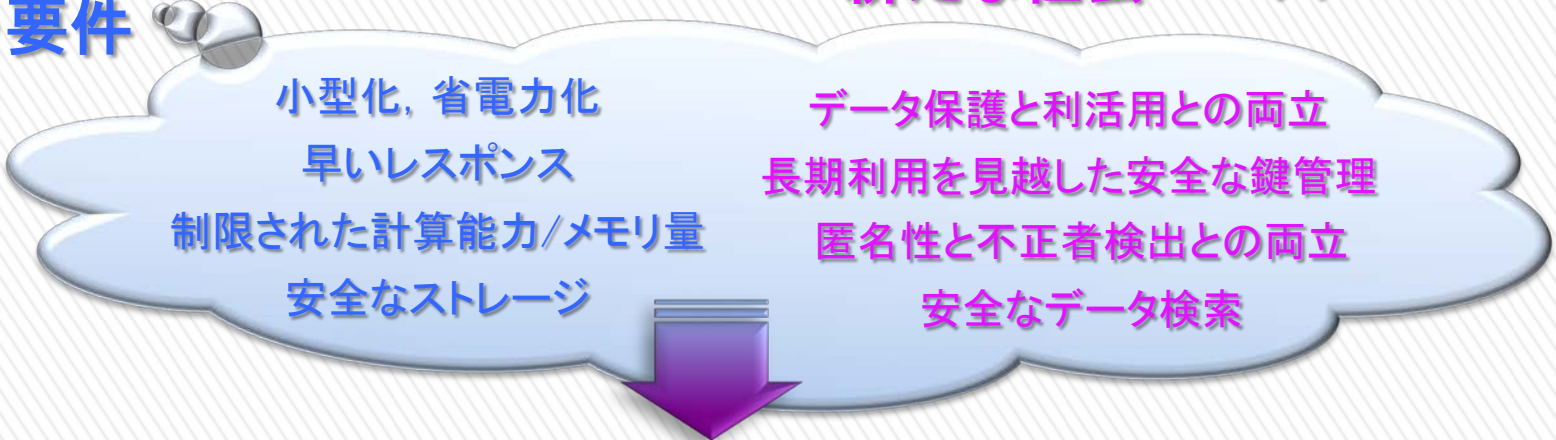 要件
小型化, 省電力化
早いレスポンス
制限された計算能力/メモリ量
安全なストレージ
データ保護と利活用との両立
長期利用を見越した安全な鍵管理
匿名性と不正者検出との両立
安全なデータ検索